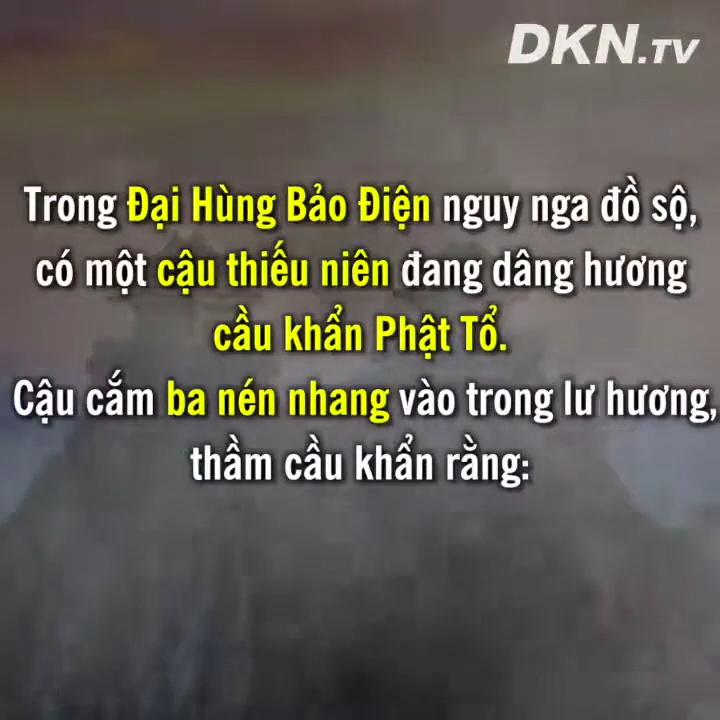 DKN.TV
Trong Đại Hùng Bảo Điện nguy nga đồ sộ,
có một cậu thiếu niên đang dâng hương
cầu khẩn Phật Tổ.
Cậu cắm ba nén nhang vào trong lư hương,
thầm cầu khẩn rằng: